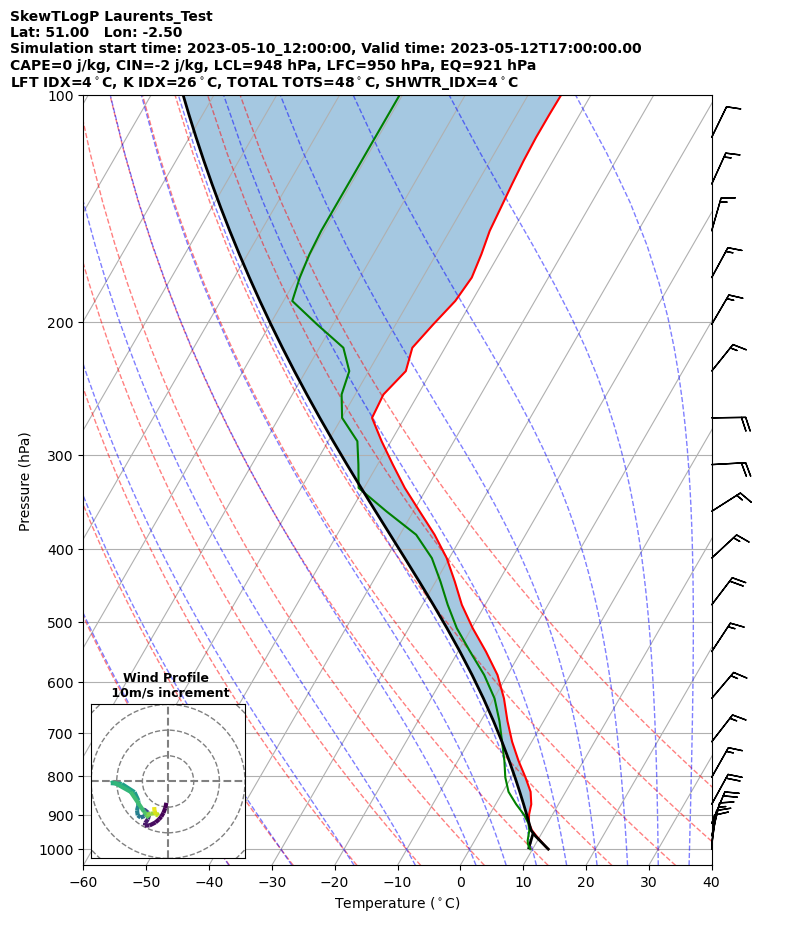 SkewTLogP Laurents_Test
Lat: 51.00   Lon: -2.50
Simulation start time: 2023-05-10_12:00:00, Valid time: 2023-05-12T17:00:00.00
CAPE=0 j/kg, CIN=-2 j/kg, LCL=948 hPa, LFC=950 hPa, EQ=921 hPa
LFT IDX=4°C, K IDX=26°C, TOTAL TOTS=48°C, SHWTR_IDX=4°C
100
200
300
400
500
600
700
800
900
1000
Pressure (hPa)
Wind Profile
10m/s increment
−60 −50 −40 −30 −20 −10 0 10 20 30 40
Temperature (°C)